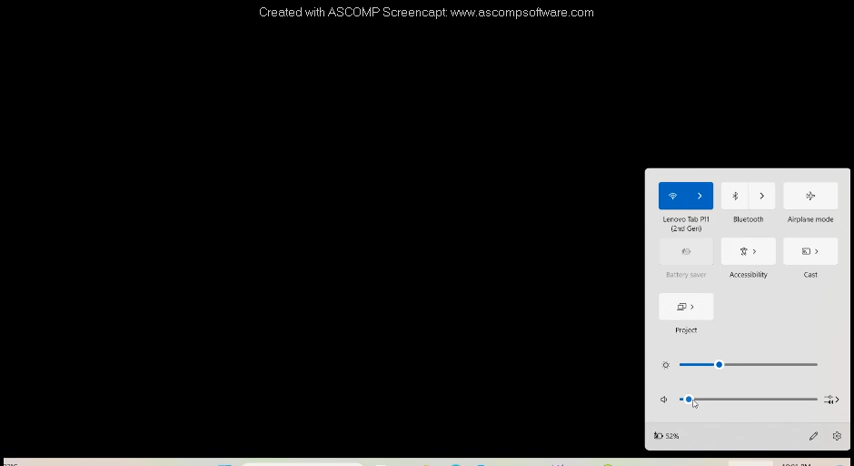 Created with ASCOMP Screencapt: www.ascompsoftware.com
Lenovo Tab P11
(2nd Gen)
Bluetooth
Airplane mode
Battery saver
Accessibility
Cast
Project
52%